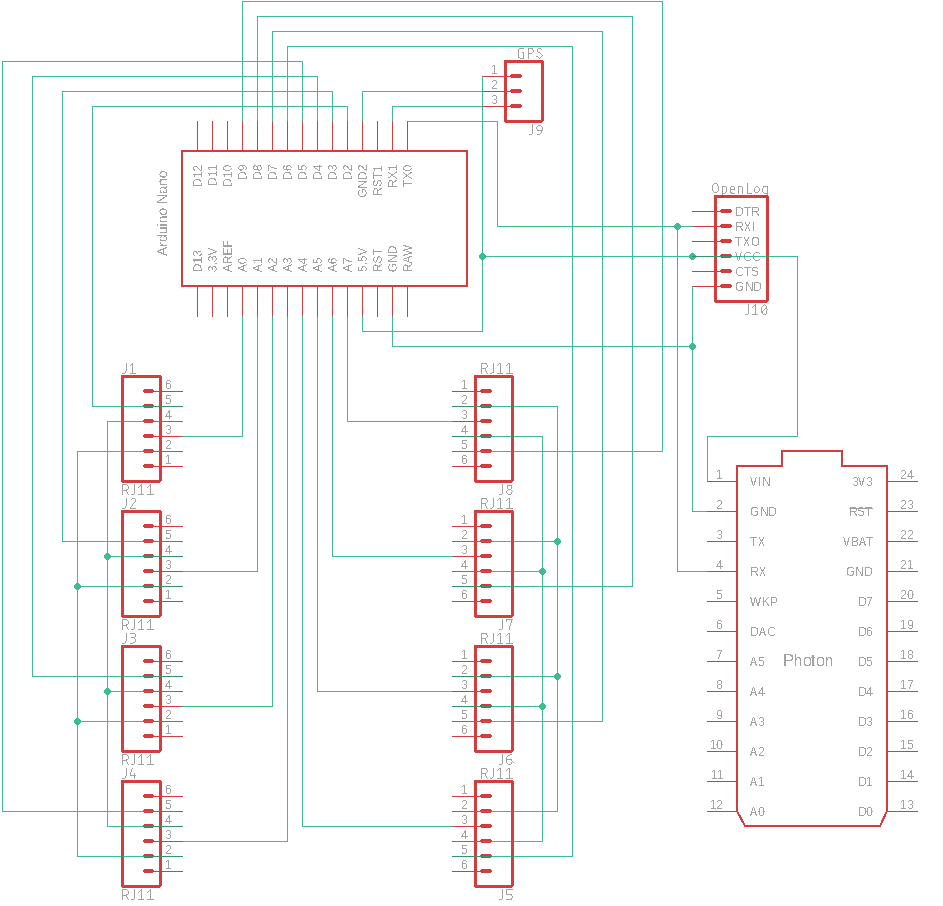 GPS
1
2
3
J9
Arduino Nano
D12
D11
D10
D9
D8
D7
D6
D5
D4
D3
D2
GND2
RST1
RX1
TX0
D13
3.3V
AREF
A0
A1
A2
A3
A4
A5
A6
A7
5.5V
RST
GND
RAW
OpenLog
DTR
RXI
TXO
VCC
CTS
GND
J10
J1
6
5
4
3
2
1
RJ11
J2
6
5
4
3
2
1
RJ11
J3
6
5
4
3
2
1
RJ11
J4
6
5
4
3
2
1
RJ11
RJ11
1
2
3
4
5
6
J8
RJ11
1
2
3
4
5
6
J7
RJ11
1
2
3
4
5
6
J6
RJ11
1
2
3
4
5
6
J5
1 VIN 3V3 24
2 GND RST 23
3 TX VBAT 22
4 RX GND 21
5 WKP D7 20
6 DAC D6 19
7 A5 Photon D5 18
8 A4 D4 17
9 A3 D3 16
10 A2 D2 15
11 A1 D1 14
12 A0 D0 13